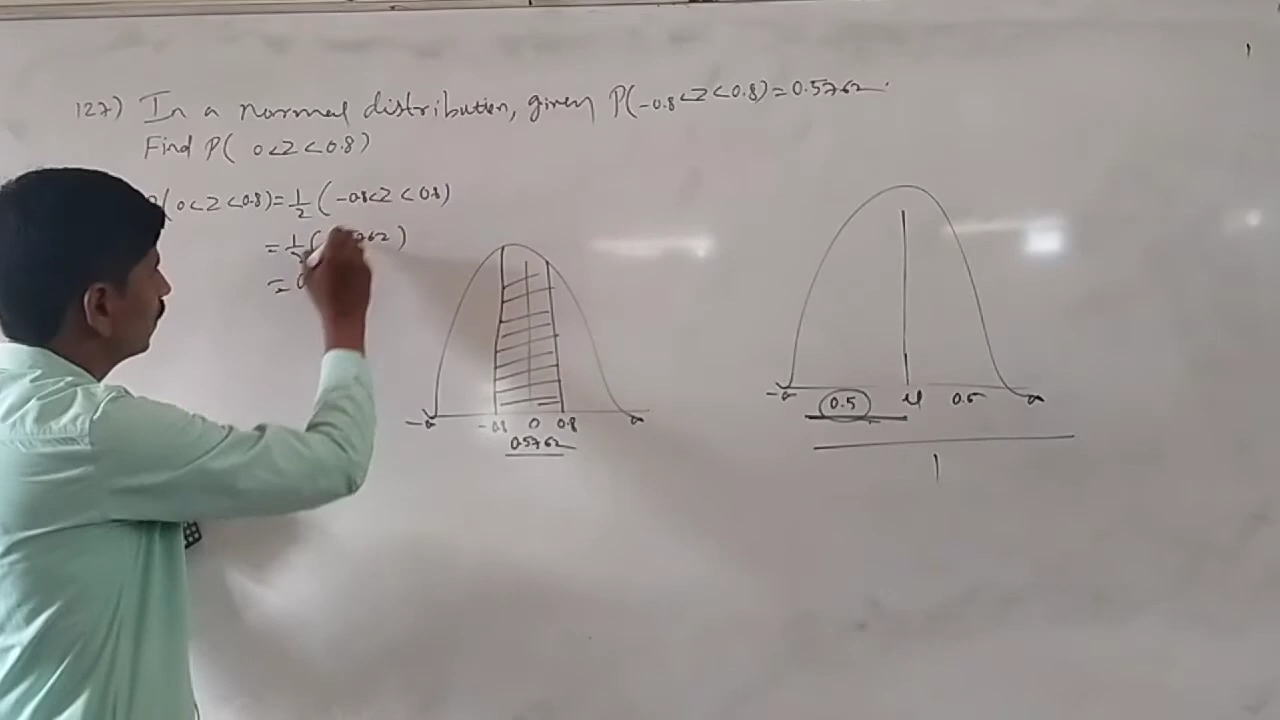 127) In a normal distribution, given P(-0.8<Z<0.8)=0.5762.
Find P( 0<Z<0.8)
(0<Z<0.8)=1/2(-0.8<Z<0.8)
=1/2( 762)
=0
-0.8 0 0.8
0.5762
0.5 μ 0.5
1